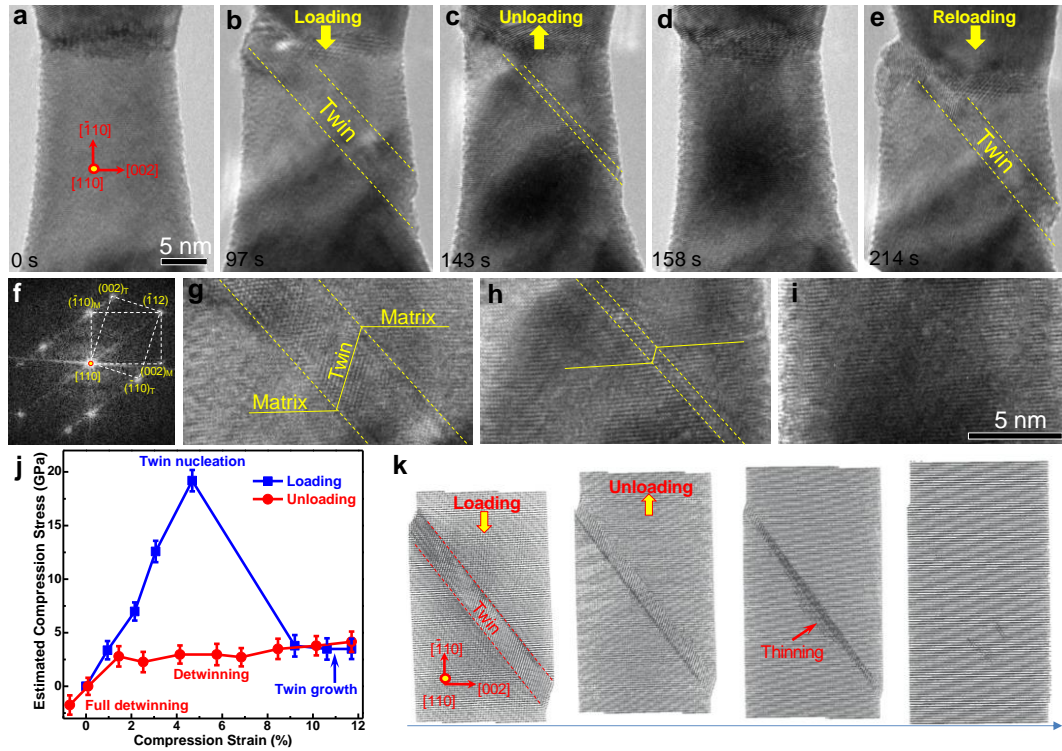 a
b
Loading
c
Unloading
d
e
Reloading
[1̄10]
[002]
[110]
5 nm
0 s
Twin
97 s
143 s
158 s
Twin
214 s
f
(002)T
(1̄10)M
(1̄12)
[110]
(002)M
(1̄10)T
g
Matrix
Twin
Matrix
h
i
5 nm
j
Estimated Compression Stress (GPa)
20
15
10
5
0
Twin nucleation
Loading
Unloading
Detwinning
Full detwinning
Twin growth
0 2 4 6 8 10 12
Compression Strain (%)
k
Loading
Unloading
Twin
Thinning
[1̄10]
[002]
[110]